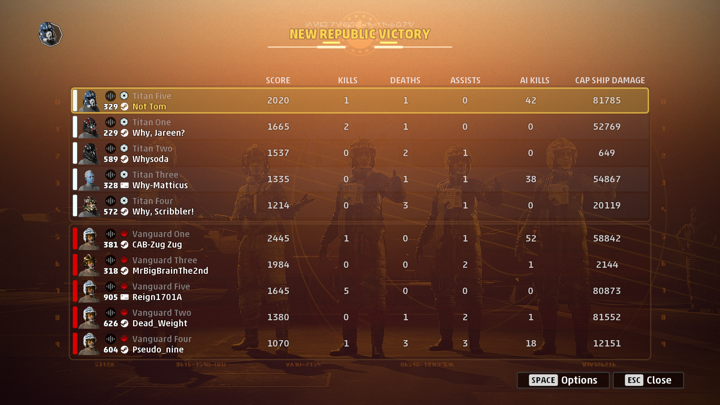 NEW REPUBLIC VICTORY
SCORE KILLS DEATHS ASSISTS AI KILLS CAP SHIP DAMAGE
Titan Five
329 Not Tom 2020 1 1 0 42 81785
Titan One
229 Why, Jareen? 1665 2 1 0 0 52769
Titan Two
589 Whysoda 1537 0 2 1 0 649
Titan Three
328 Why-Matticus 1335 0 1 1 38 54867
Titan Four
572 Why, Scribbler! 1214 0 3 1 0 20119
Vanguard One
381 CAB-Zug Zug 2445 1 0 1 52 58842
Vanguard Three
318 MrBigBrainThe2nd 1984 0 0 2 1 2144
Vanguard Five
905 Reign1701A 1645 5 0 0 0 80873
Vanguard Two
626 Dead_Weight 1380 0 1 2 1 81552
Vanguard Four
604 Pseudo_nine 1070 1 3 3 18 12151
SPACE Options ESC Close